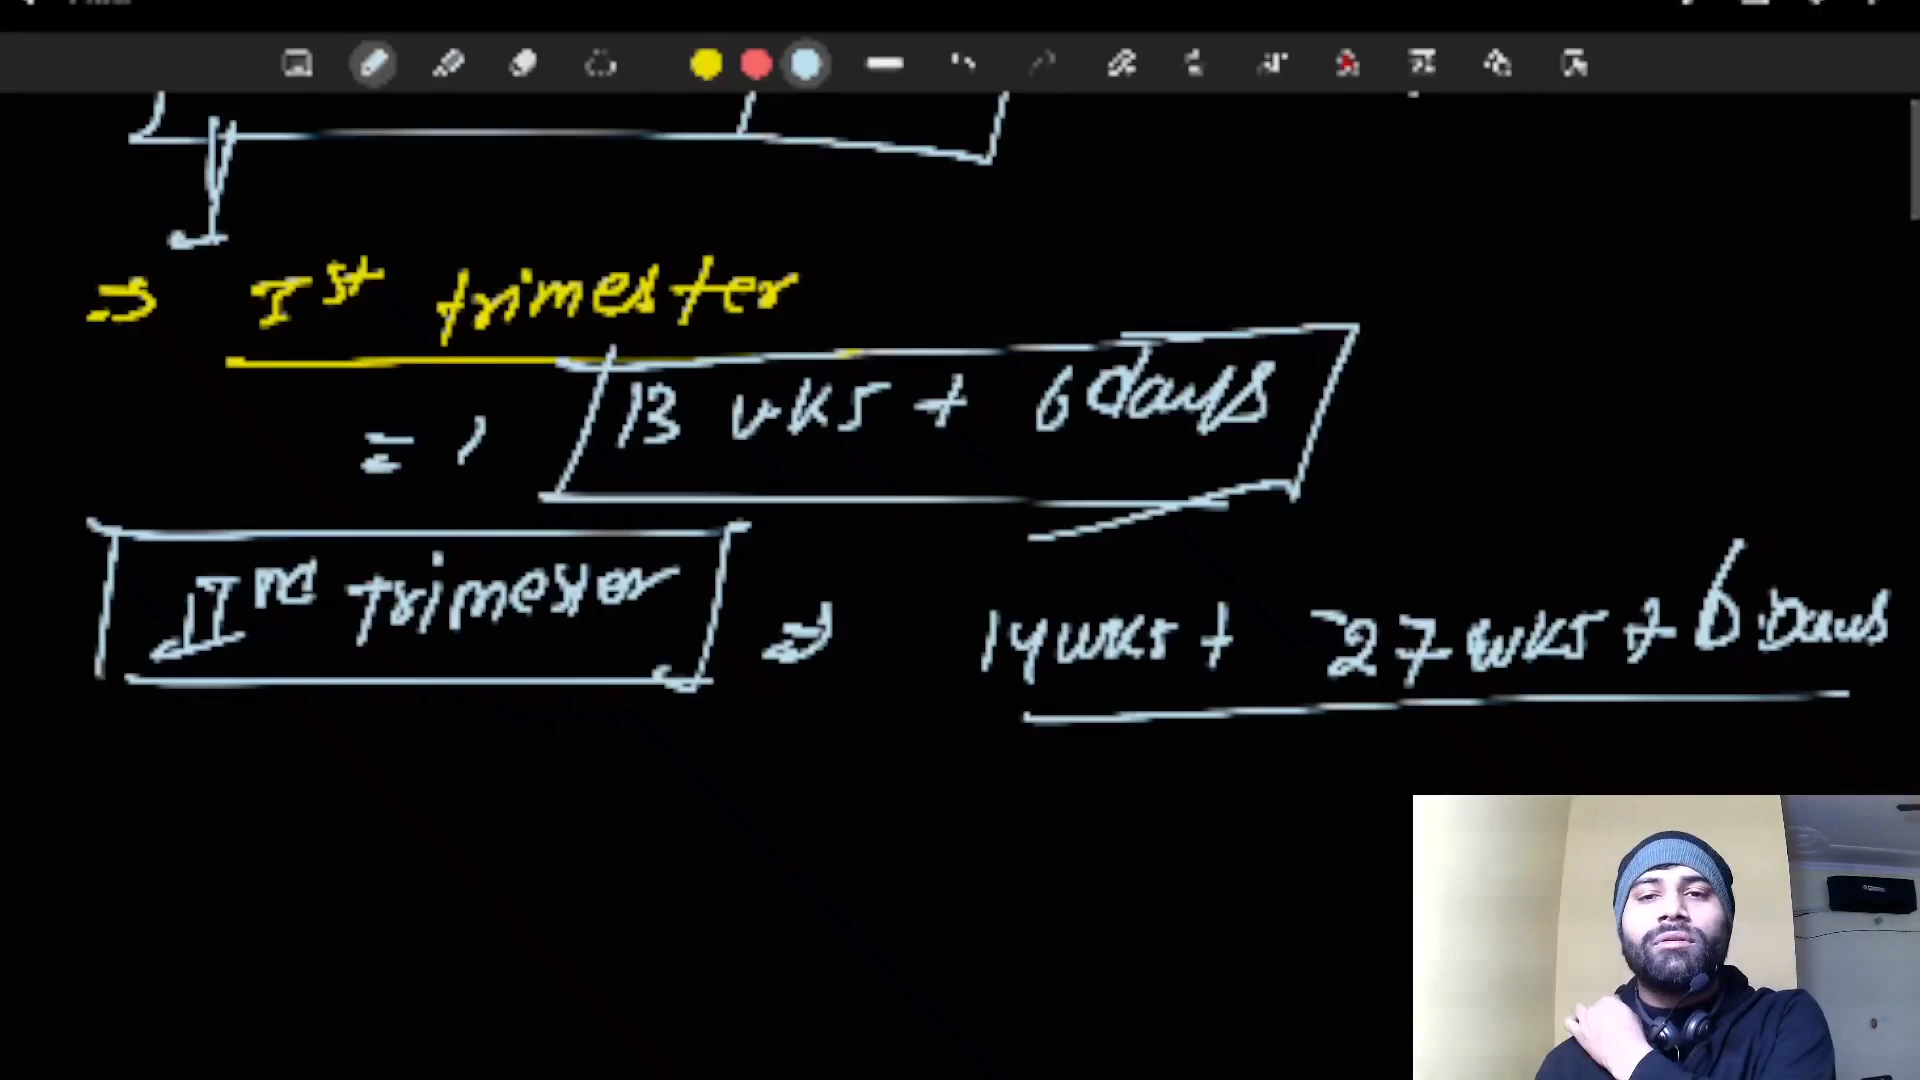 ⇒ Ist trimester
= , 13 wks + 6 days
IInd trimester ⇒ 14 wks + - 27 wks + 6 Days